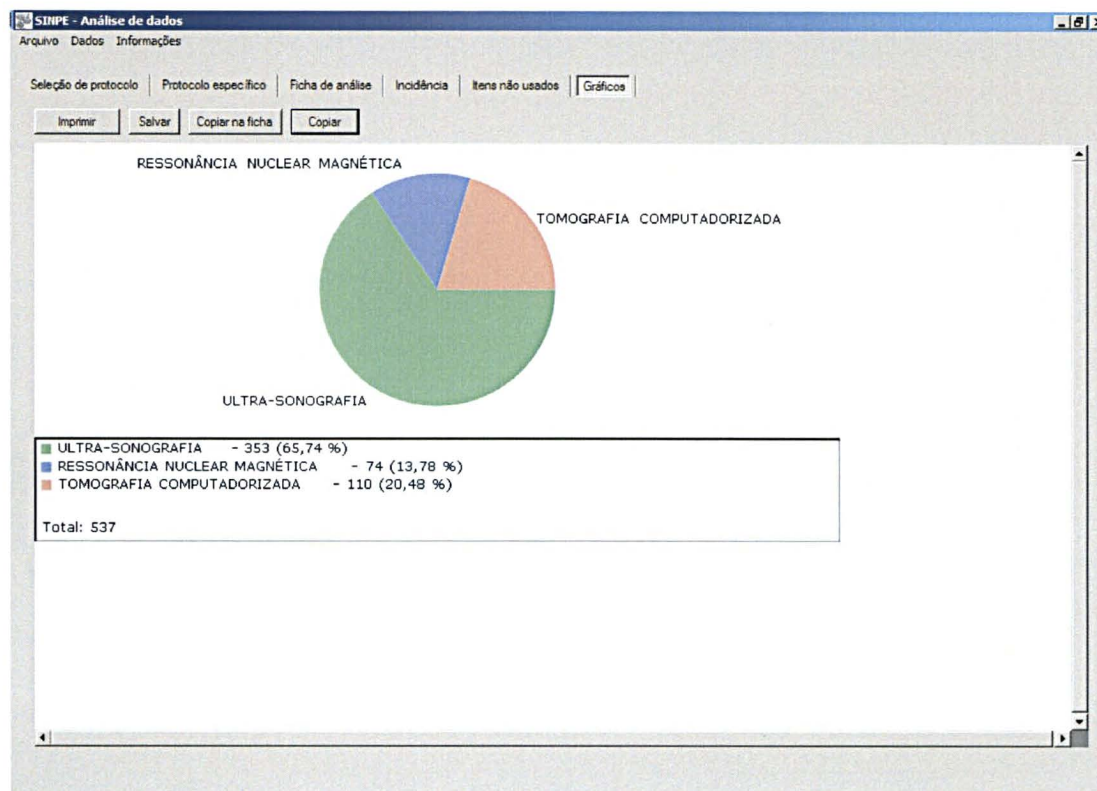 SINPE - Análise de dados
Arquivo Dados Informações
Seleção de protocolo Protocolo específico Ficha de análise Incidência Itens não usados Gráficos
Imprimir Salvar Copiar na ficha Copiar
RESSONÂNCIA NUCLEAR MAGNÉTICA
TOMOGRAFIA COMPUTADORIZADA
ULTRA-SONOGRAFIA
ULTRA-SONOGRAFIA - 353 (65,74 %)
RESSONÂNCIA NUCLEAR MAGNÉTICA - 74 (13,78 %)
TOMOGRAFIA COMPUTADORIZADA - 110 (20,48 %)
Total: 537